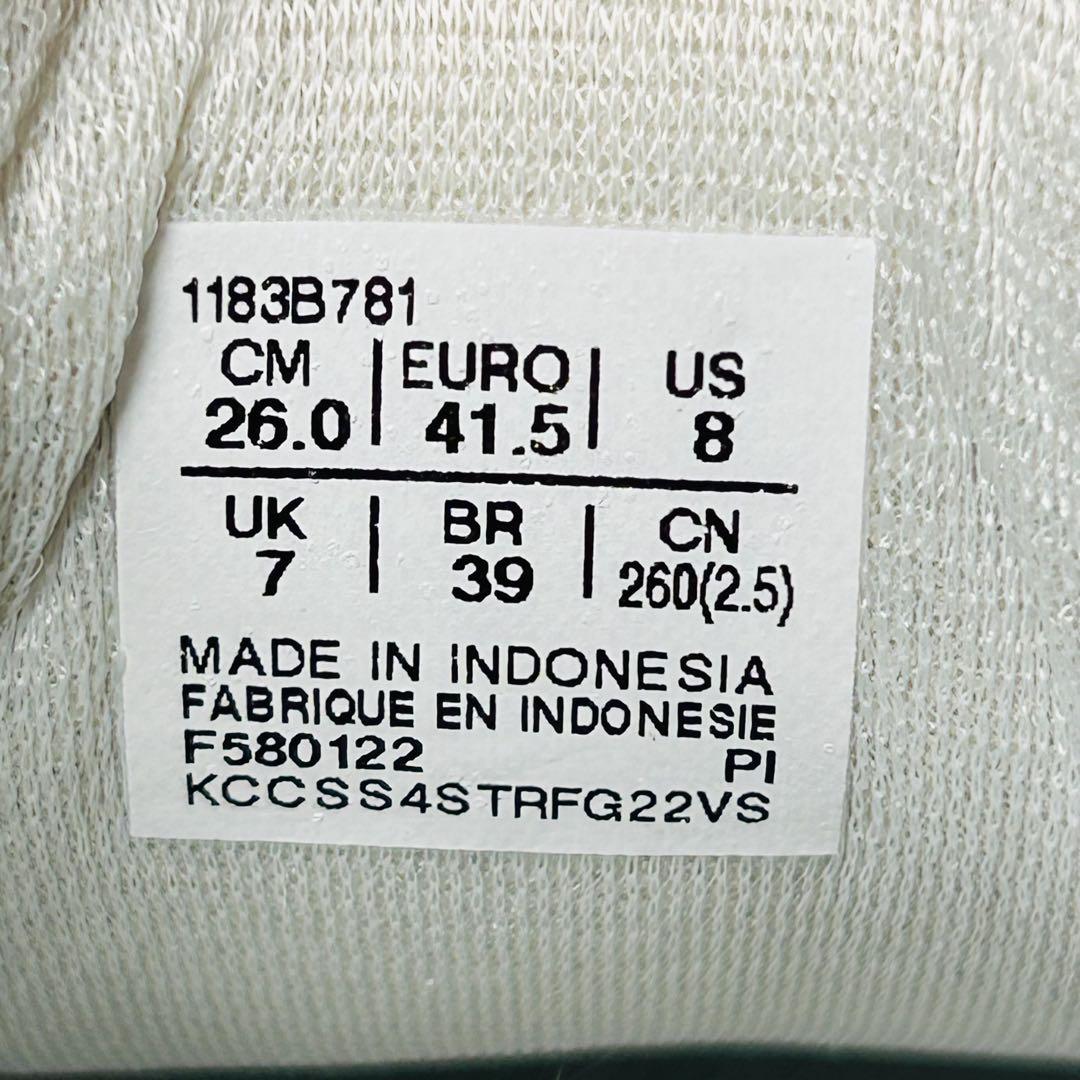 1183B781
CM | EURO | US
26.0 | 41.5 | 8
UK | BR | CN
7 | 39 | 260(2.5)
MADE IN INDONESIA
FABRIQUE EN INDONESIE
F580122 PI
KCCSS4STRFG22VS